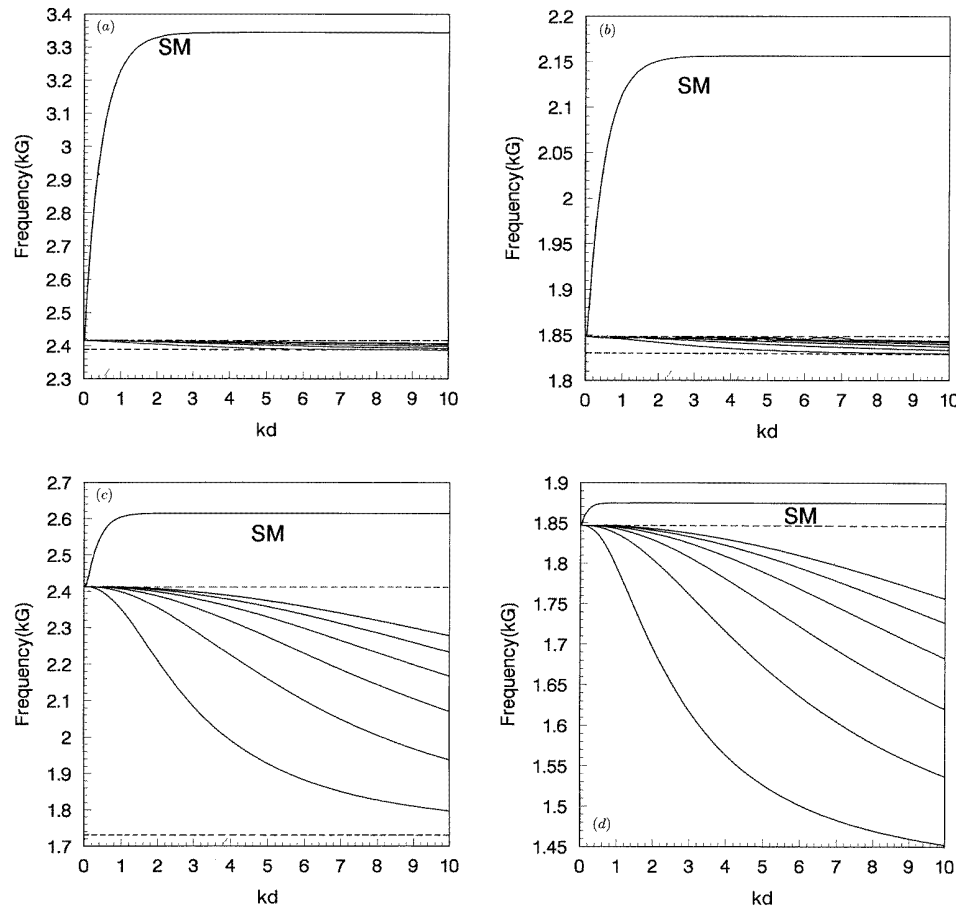 (a)
SM
3.4
3.3
3.2
3.1
3
2.9
2.8
2.7
2.6
2.5
2.4
2.3
Frequency(kG)
0 1 2 3 4 5 6 7 8 9 10
kd
(b)
SM
2.2
2.15
2.1
2.05
2
1.95
1.9
1.85
1.8
Frequency(kG)
0 1 2 3 4 5 6 7 8 9 10
kd
(c)
SM
2.7
2.6
2.5
2.4
2.3
2.2
2.1
2
1.9
1.8
1.7
Frequency(kG)
0 1 2 3 4 5 6 7 8 9 10
kd
SM
1.9
1.85
1.8
1.75
1.7
1.65
1.6
1.55
1.5
1.45
(d)
Frequency(kG)
0 1 2 3 4 5 6 7 8 9 10
kd